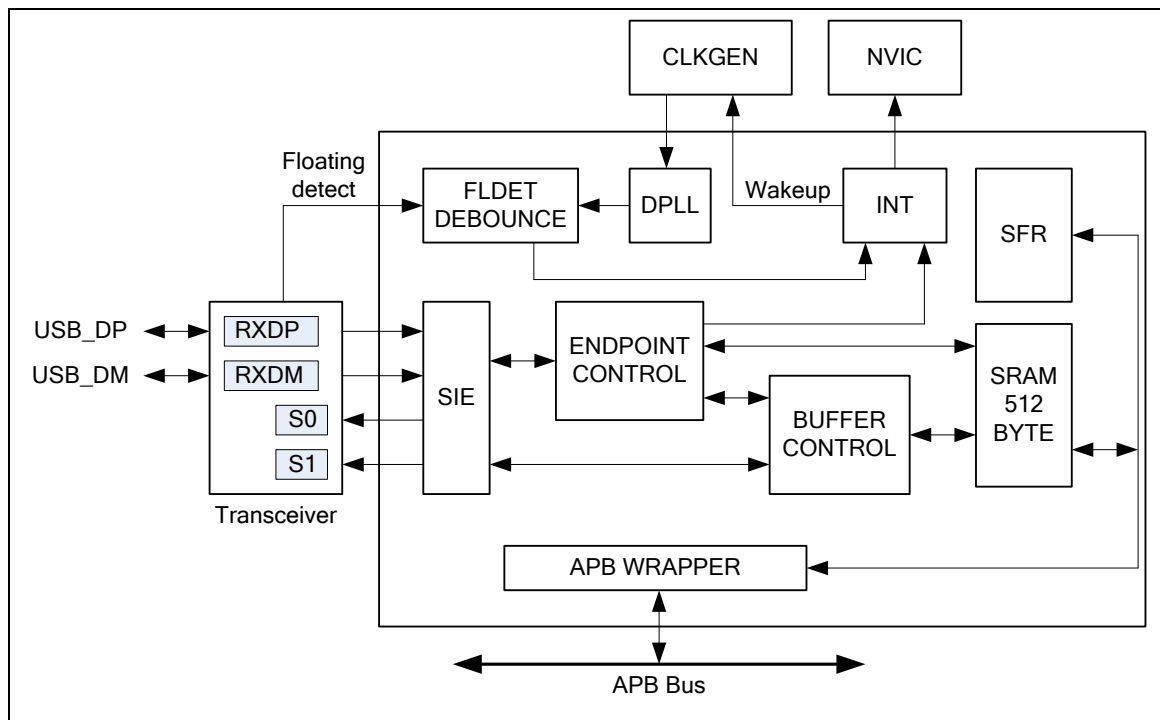 CLKGEN
NVIC
Floating
detect
FLDET
DEBOUNCE
DPLL
Wakeup
INT
SFR
USB_DP
USB_DM
RXDP
RXDM
S0
S1
Transceiver
SIE
ENDPOINT
CONTROL
BUFFER
CONTROL
SRAM
512
BYTE
APB WRAPPER
APB Bus